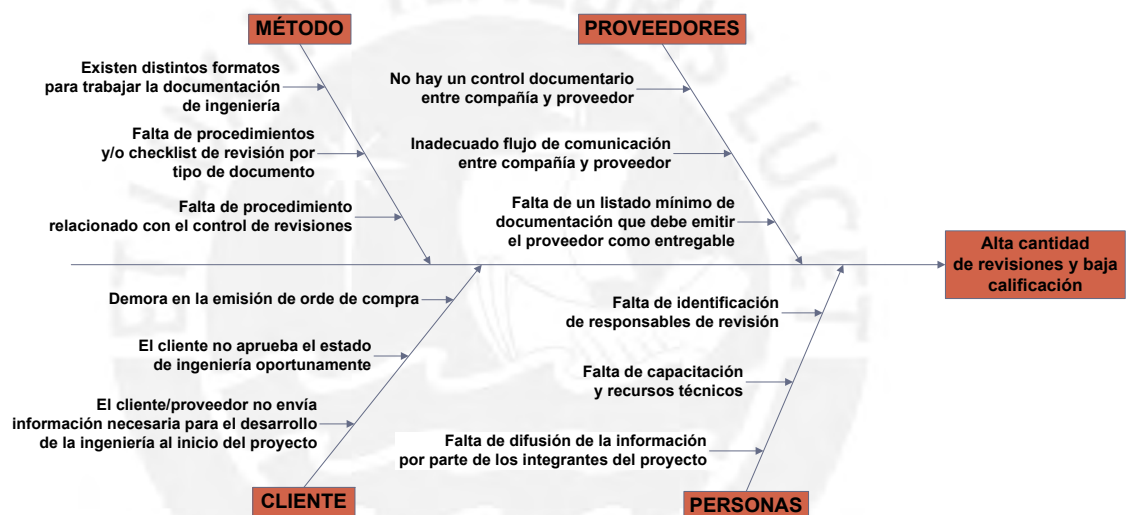 MÉTODO
Existen distintos formatos
para trabajar la documentación
de ingeniería
Falta de procedimientos
y/o checklist de revisión por
tipo de documento
Falta de procedimiento
relacionado con el control de revisiones
PROVEEDORES
No hay un control documentario
entre compañía y proveedor
Inadecuado flujo de comunicación
entre compañía y proveedor
Falta de un listado mínimo de
documentación que debe emitir
el proveedor como entregable
Alta cantidad
de revisiones y baja
calificación
Demora en la emisión de orde de compra
El cliente no aprueba el estado
de ingeniería oportunamente
El cliente/proveedor no envía
información necesaria para el desarrollo
de la ingeniería al inicio del proyecto
CLIENTE
Falta de identificación
de responsables de revisión
Falta de capacitación
y recursos técnicos
Falta de difusión de la información
por parte de los integrantes del proyecto
PERSONAS